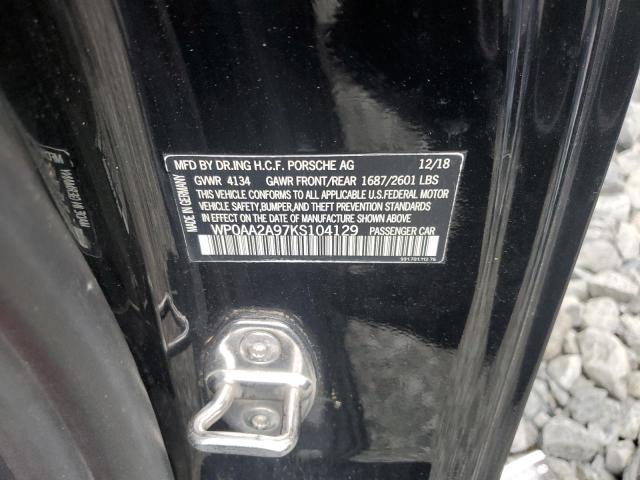 MFD BY DR.ING H.C.F. PORSCHE AG 12/18
GVWR 4134 GAWR FRONT/REAR 1687/2601 LBS
THIS VEHICLE CONFORMS TO ALL APPLICABLE U.S.FEDERAL MOTOR
VEHICLE SAFETY,BUMPER,AND THEFT PREVENTION STANDARDS
IN EFFECT ON THE DATE OF MANUFACTURE SHOWN ABOVE.
WP0AA2A97KS104129 PASSENGER CAR
MADE IN GERMANY